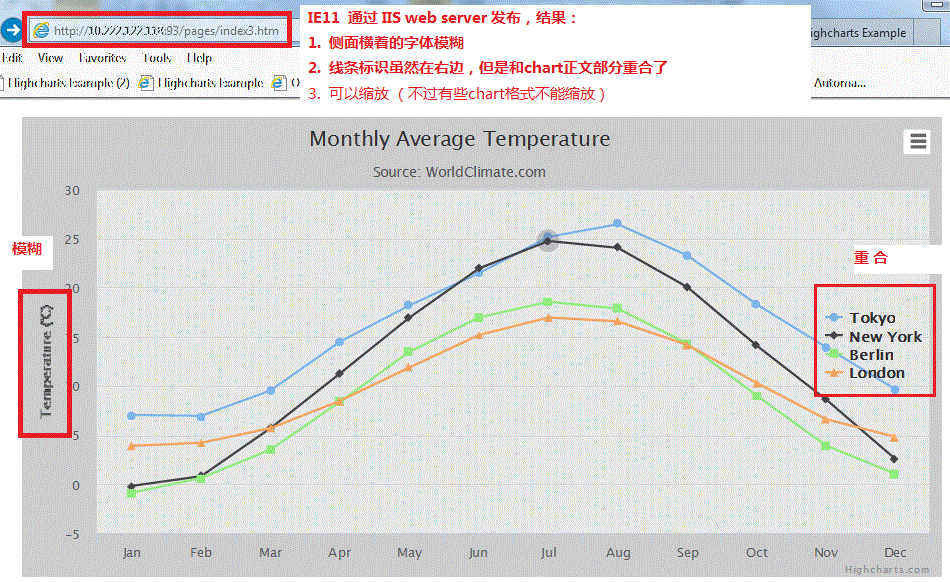 IE11 通过 IIS web server 发布，结果：
http://10.222.122.118:93/pages/index3.htm
1. 侧面横着的字体模糊
ghcharts Example
Edit View Favorites Tools Help
2. 线条标识虽然在右边，但是和chart正文部分重合了
Highcharts Example (2) Highcharts Example O
Automa...
3. 可以缩放 （不过有些chart格式不能缩放）
Monthly Average Temperature
Source: WorldClimate.com
模糊
重 合
Temperature (°C)
30
25
20
15
10
5
0
−5
Tokyo
New York
Berlin
London
Jan Feb Mar Apr May Jun Jul Aug Sep Oct Nov Dec
Highcharts.com